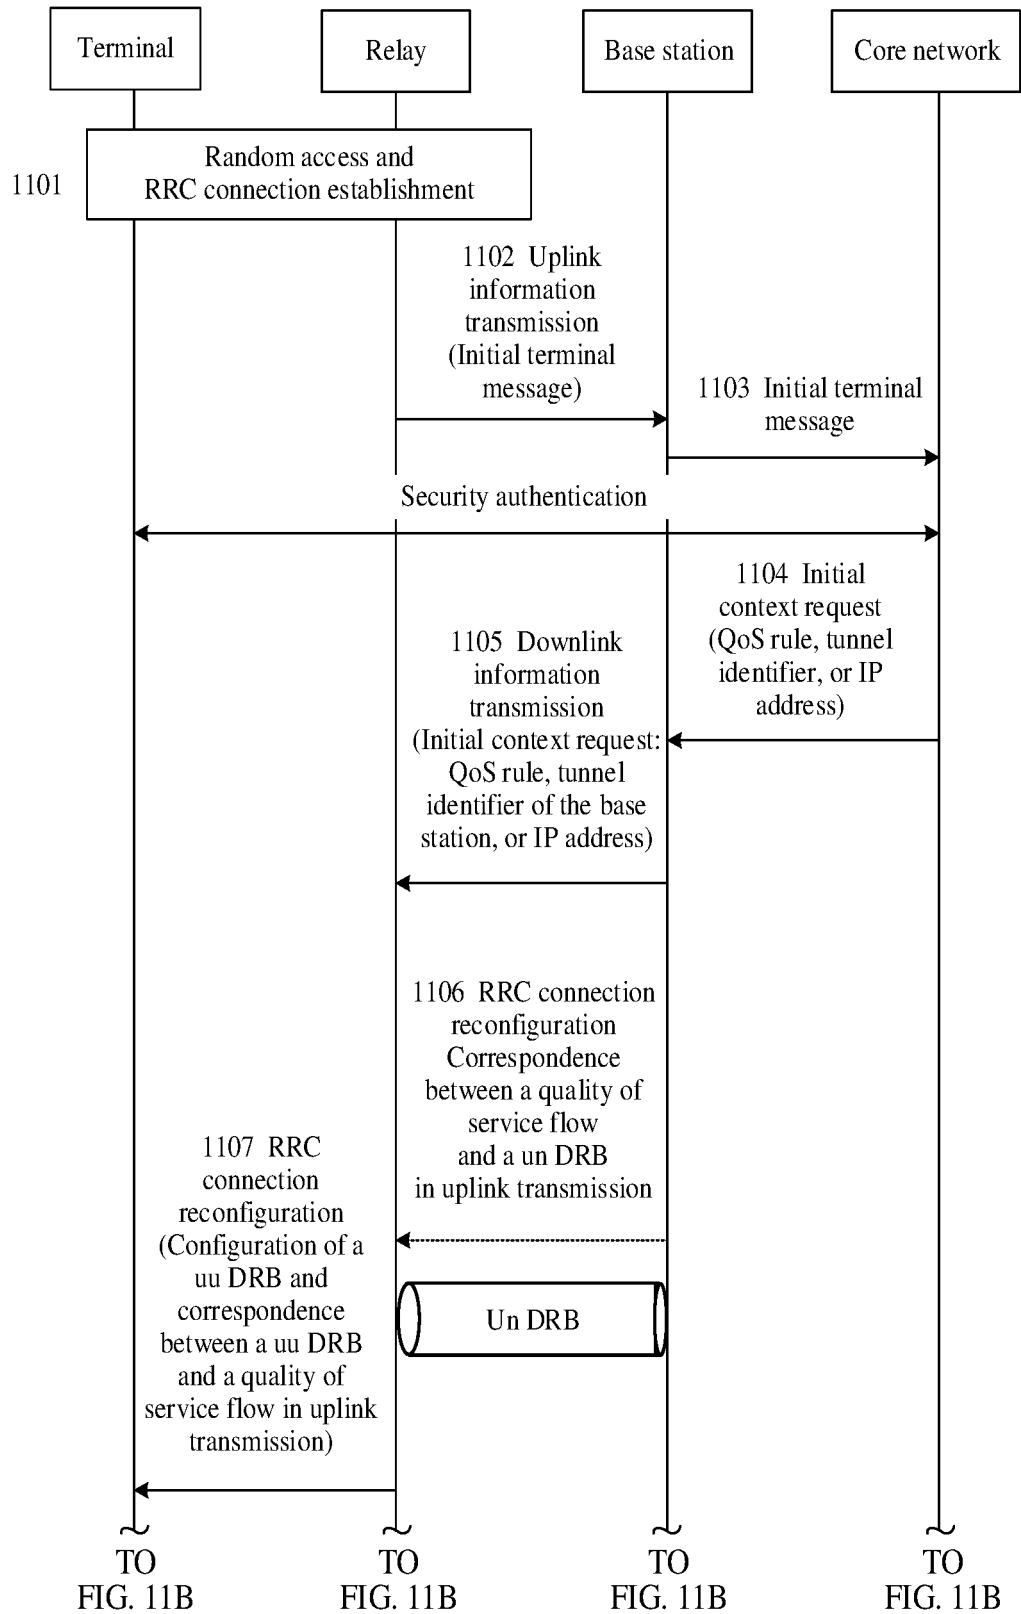 Terminal
Relay
Base station
Core network
1101
Random access and
RRC connection establishment
1102 Uplink
information
transmission
(Initial terminal
message)
1103 Initial terminal
message
Security authentication
1104 Initial
context request
(QoS rule, tunnel
identifier, or IP
address)
1105 Downlink
information
transmission
(Initial context request:
QoS rule, tunnel
identifier of the base
station, or IP address)
1106 RRC connection
reconfiguration
Correspondence
between a quality of
service flow
and a un DRB
in uplink transmission
Un DRB
1107 RRC
connection
reconfiguration
(Configuration of a
uu DRB and
correspondence
between a uu DRB
and a quality of
service flow in uplink
transmission)
TO
FIG. 11B
TO
FIG. 11B
TO
FIG. 11B
TO
FIG. 11B